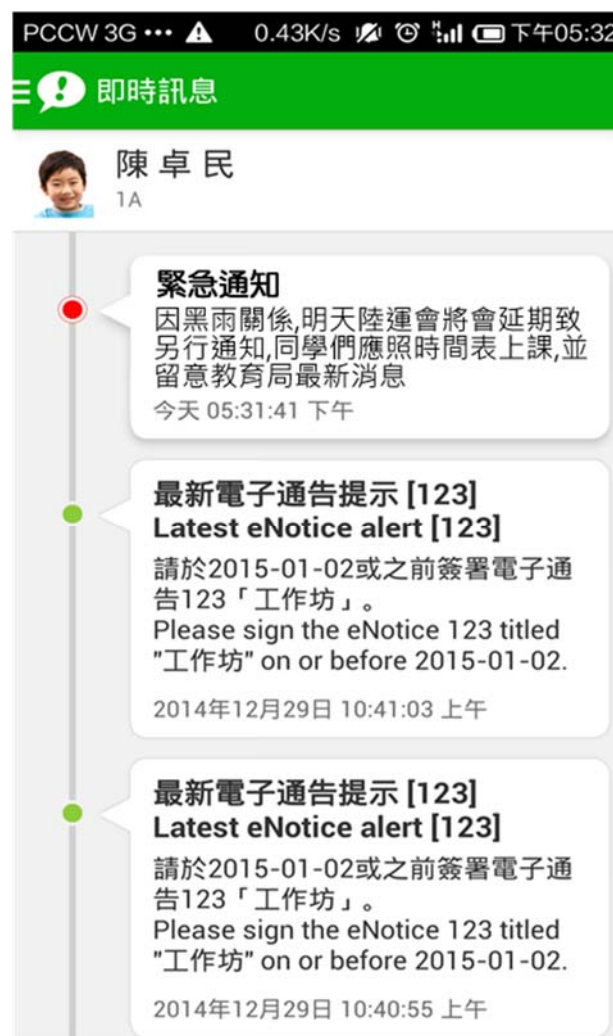 PCCW 3G ••• 0.43K/s 下午05:32
即時訊息
陳卓民
1A
緊急通知
因黑雨關係,明天陸運會將會延期致
另行通知,同學們應照時間表上課,並
留意教育局最新消息
今天 05:31:41 下午
最新電子通告提示 [123]
Latest eNotice alert [123]
請於2015-01-02或之前簽署電子通
告123「工作坊」。
Please sign the eNotice 123 titled
"工作坊" on or before 2015-01-02.
2014年12月29日 10:41:03 上午
最新電子通告提示 [123]
Latest eNotice alert [123]
請於2015-01-02或之前簽署電子通
告123「工作坊」。
Please sign the eNotice 123 titled
"工作坊" on or before 2015-01-02.
2014年12月29日 10:40:55 上午